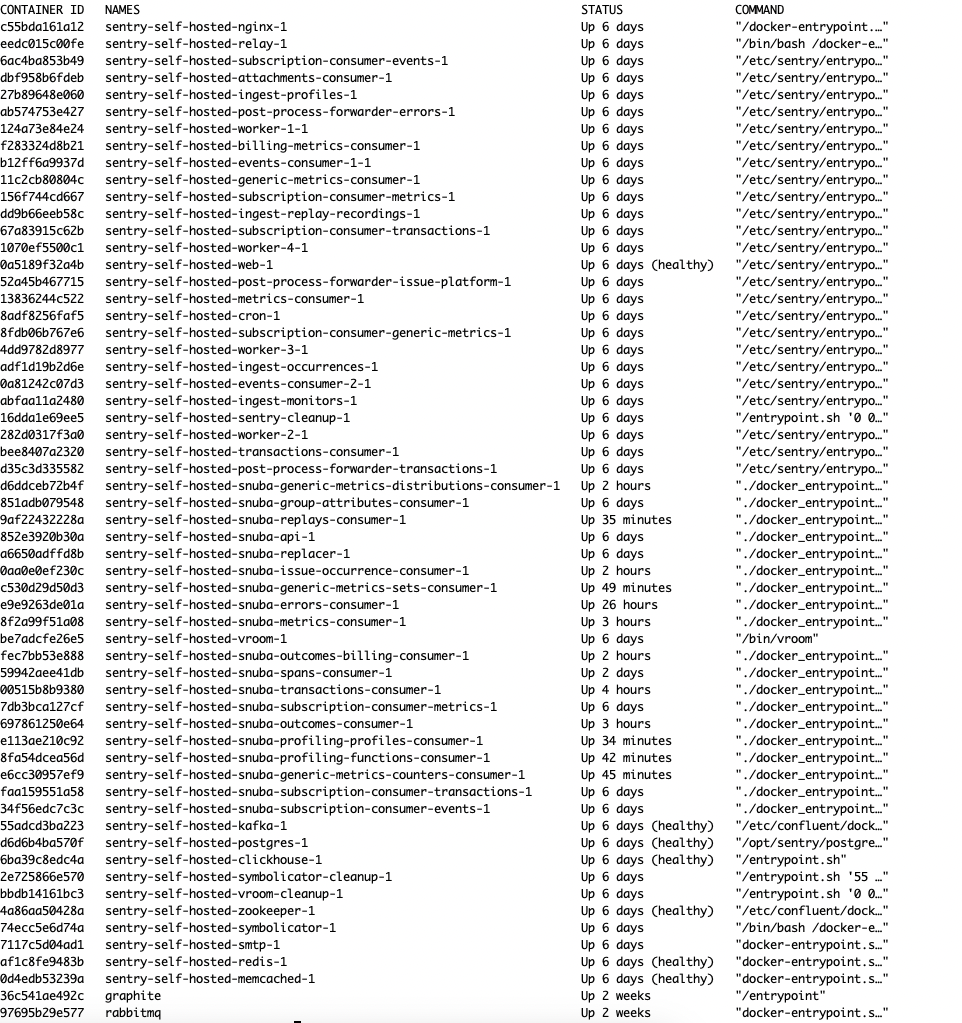 CONTAINER ID NAMES STATUS COMMAND
c55bda161a12 sentry-self-hosted-nginx-1 Up 6 days "/docker-entrypoint.…"
eedc015c00fe sentry-self-hosted-relay-1 Up 6 days "/bin/bash /docker-e…"
6ac4ba853b49 sentry-self-hosted-subscription-consumer-events-1 Up 6 days "/etc/sentry/entrypo…"
dbf958b6fdeb sentry-self-hosted-attachments-consumer-1 Up 6 days "/etc/sentry/entrypo…"
27b89648e060 sentry-self-hosted-ingest-profiles-1 Up 6 days "/etc/sentry/entrypo…"
ab574753e427 sentry-self-hosted-post-process-forwarder-errors-1 Up 6 days "/etc/sentry/entrypo…"
124a73e84e24 sentry-self-hosted-worker-1-1 Up 6 days "/etc/sentry/entrypo…"
f283324d8b21 sentry-self-hosted-billing-metrics-consumer-1 Up 6 days "/etc/sentry/entrypo…"
b12ff6a9937d sentry-self-hosted-events-consumer-1-1 Up 6 days "/etc/sentry/entrypo…"
11c2cb80804c sentry-self-hosted-generic-metrics-consumer-1 Up 6 days "/etc/sentry/entrypo…"
156f744cd667 sentry-self-hosted-subscription-consumer-metrics-1 Up 6 days "/etc/sentry/entrypo…"
dd9b66eeb58c sentry-self-hosted-ingest-replay-recordings-1 Up 6 days "/etc/sentry/entrypo…"
67a83915c62b sentry-self-hosted-subscription-consumer-transactions-1 Up 6 days "/etc/sentry/entrypo…"
1070ef5500c1 sentry-self-hosted-worker-4-1 Up 6 days "/etc/sentry/entrypo…"
0a5189f32a4b sentry-self-hosted-web-1 Up 6 days (healthy) "/etc/sentry/entrypo…"
52a45b467715 sentry-self-hosted-post-process-forwarder-issue-platform-1 Up 6 days "/etc/sentry/entrypo…"
13836244c522 sentry-self-hosted-metrics-consumer-1 Up 6 days "/etc/sentry/entrypo…"
8adf8256faf5 sentry-self-hosted-cron-1 Up 6 days "/etc/sentry/entrypo…"
8fdb06b767e6 sentry-self-hosted-subscription-consumer-generic-metrics-1 Up 6 days "/etc/sentry/entrypo…"
4dd9782d8977 sentry-self-hosted-worker-3-1 Up 6 days "/etc/sentry/entrypo…"
adf1d19b2d6e sentry-self-hosted-ingest-occurrences-1 Up 6 days "/etc/sentry/entrypo…"
0a81242c07d3 sentry-self-hosted-events-consumer-2-1 Up 6 days "/etc/sentry/entrypo…"
abfaa11a2480 sentry-self-hosted-ingest-monitors-1 Up 6 days "/etc/sentry/entrypo…"
16dda1e69ee5 sentry-self-hosted-sentry-cleanup-1 Up 6 days "/entrypoint.sh '0 0…"
282d0317f3a0 sentry-self-hosted-worker-2-1 Up 6 days "/etc/sentry/entrypo…"
bee8407a2320 sentry-self-hosted-transactions-consumer-1 Up 6 days "/etc/sentry/entrypo…"
d35c3d335582 sentry-self-hosted-post-process-forwarder-transactions-1 Up 6 days "/etc/sentry/entrypo…"
d6ddceb72b4f sentry-self-hosted-snuba-generic-metrics-distributions-consumer-1 Up 2 hours "./docker_entrypoint…"
851adb079548 sentry-self-hosted-snuba-group-attributes-consumer-1 Up 6 days "./docker_entrypoint…"
9af22432228a sentry-self-hosted-snuba-replays-consumer-1 Up 35 minutes "./docker_entrypoint…"
852e3920b30a sentry-self-hosted-snuba-api-1 Up 6 days "./docker_entrypoint…"
a6650adffd8b sentry-self-hosted-snuba-replacer-1 Up 6 days "./docker_entrypoint…"
0aa0e0ef230c sentry-self-hosted-snuba-issue-occurrence-consumer-1 Up 2 hours "./docker_entrypoint…"
c530d29d50d3 sentry-self-hosted-snuba-generic-metrics-sets-consumer-1 Up 49 minutes "./docker_entrypoint…"
e9e9263de01a sentry-self-hosted-snuba-errors-consumer-1 Up 26 hours "./docker_entrypoint…"
8f2a99f51a08 sentry-self-hosted-snuba-metrics-consumer-1 Up 3 hours "./docker_entrypoint…"
be7adcfe26e5 sentry-self-hosted-vroom-1 Up 6 days "/bin/vroom"
fec7bb53e888 sentry-self-hosted-snuba-outcomes-billing-consumer-1 Up 2 hours "./docker_entrypoint…"
59942aee41db sentry-self-hosted-snuba-spans-consumer-1 Up 2 days "./docker_entrypoint…"
00515b8b9380 sentry-self-hosted-snuba-transactions-consumer-1 Up 4 hours "./docker_entrypoint…"
7db3bca127cf sentry-self-hosted-snuba-subscription-consumer-metrics-1 Up 6 days "./docker_entrypoint…"
697861250e64 sentry-self-hosted-snuba-outcomes-consumer-1 Up 3 hours "./docker_entrypoint…"
e113ae210c92 sentry-self-hosted-snuba-profiling-profiles-consumer-1 Up 34 minutes "./docker_entrypoint…"
8fa54dcea56d sentry-self-hosted-snuba-profiling-functions-consumer-1 Up 42 minutes "./docker_entrypoint…"
e6cc30957ef9 sentry-self-hosted-snuba-generic-metrics-counters-consumer-1 Up 45 minutes "./docker_entrypoint…"
faa159551a58 sentry-self-hosted-snuba-subscription-consumer-transactions-1 Up 6 days "./docker_entrypoint…"
34f56edc7c3c sentry-self-hosted-snuba-subscription-consumer-events-1 Up 6 days "./docker_entrypoint…"
55adcd3ba223 sentry-self-hosted-kafka-1 Up 6 days (healthy) "/etc/confluent/dock…"
d6d6b4ba570f sentry-self-hosted-postgres-1 Up 6 days (healthy) "/opt/sentry/postgre…"
6ba39c8edc4a sentry-self-hosted-clickhouse-1 Up 6 days (healthy) "/entrypoint.sh"
2e725866e570 sentry-self-hosted-symbolicator-cleanup-1 Up 6 days "/entrypoint.sh '55 …"
bbdb14161bc3 sentry-self-hosted-vroom-cleanup-1 Up 6 days "/entrypoint.sh '0 0…"
4a86aa50428a sentry-self-hosted-zookeeper-1 Up 6 days (healthy) "/etc/confluent/dock…"
74ecc5e6d74a sentry-self-hosted-symbolicator-1 Up 6 days "/bin/bash /docker-e…"
7117c5d04ad1 sentry-self-hosted-smtp-1 Up 6 days "docker-entrypoint.s…"
af1c8fe9483b sentry-self-hosted-redis-1 Up 6 days (healthy) "docker-entrypoint.s…"
0d4edb53239a sentry-self-hosted-memcached-1 Up 6 days (healthy) "docker-entrypoint.s…"
36c541ae492c graphite Up 2 weeks "/entrypoint"
97695b29e577 rabbitmq Up 2 weeks "docker-entrypoint.s…"